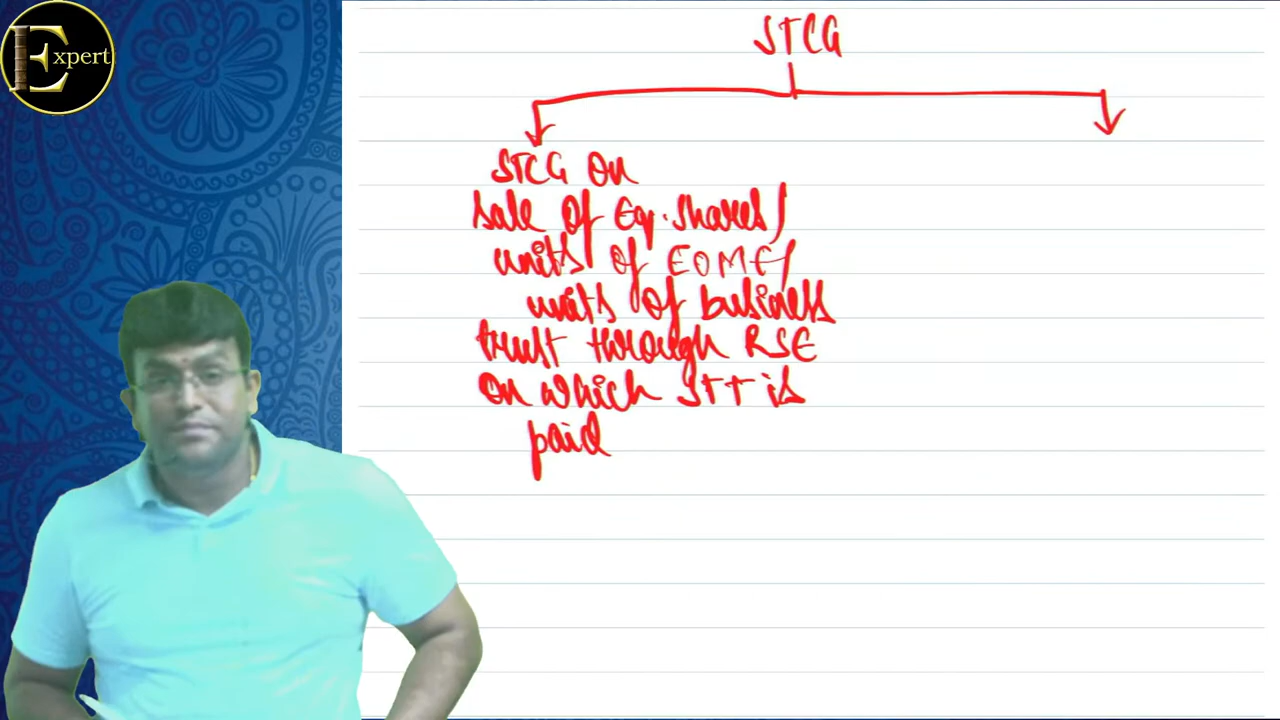 Expert
STCG
STCG On
sale of Eq. shares/
units of EOMF/
units of business
trust through RSE
on which STT is
paid